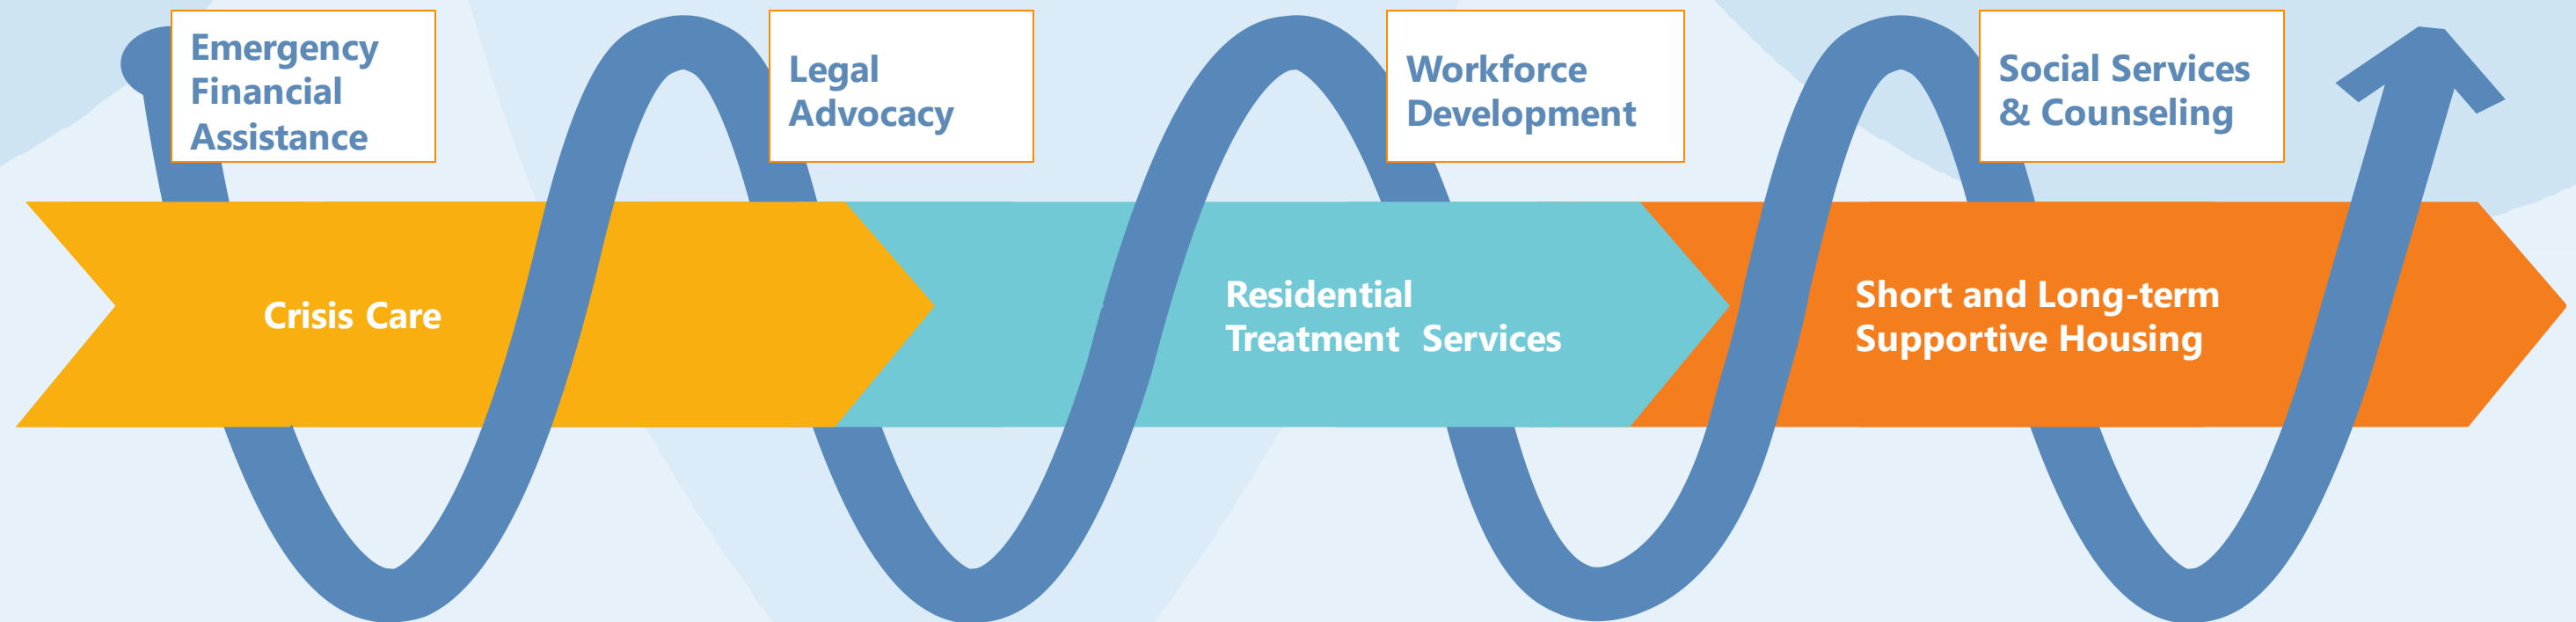 Emergency
Financial
Assistance
Legal
Advocacy
Workforce
Development
Social Services
& Counseling
Crisis Care
Residential
Treatment  Services
Short and Long-term
Supportive Housing